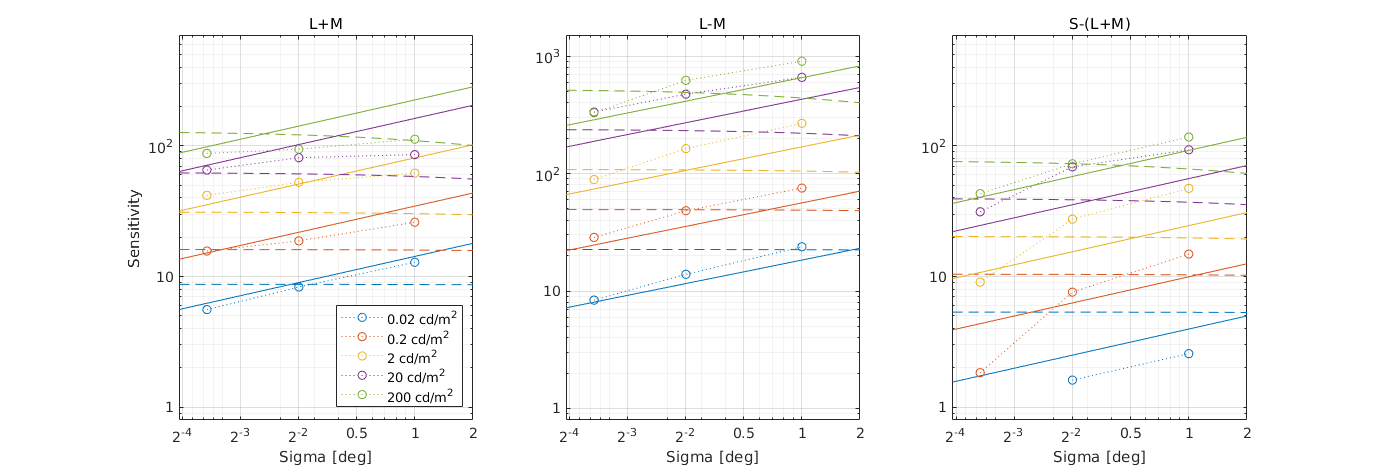 L+M
L-M
S-(L+M)
Sensitivity
10^2
10
1
10^3
10^2
10
1
10^2
10
1
0.02 cd/m^2
0.2 cd/m^2
2 cd/m^2
20 cd/m^2
200 cd/m^2
2^-4 2^-3 2^-2 0.5 1 2
2^-4 2^-3 2^-2 0.5 1 2
2^-4 2^-3 2^-2 0.5 1 2
Sigma [deg]
Sigma [deg]
Sigma [deg]